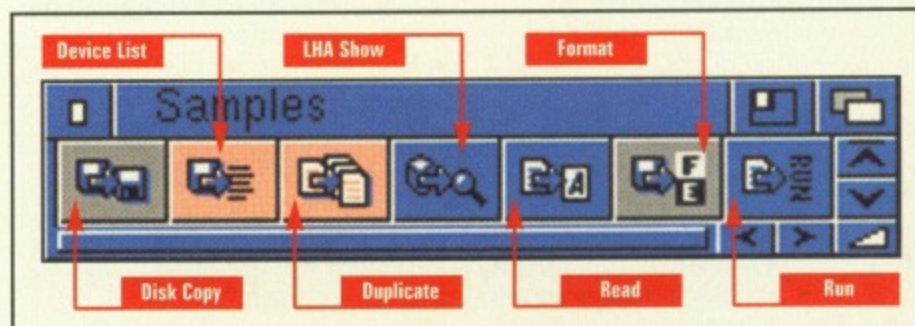 Device List
LHA Show
Format
Samples
A
F
E
RUN
Disk Copy
Duplicate
Read
Run